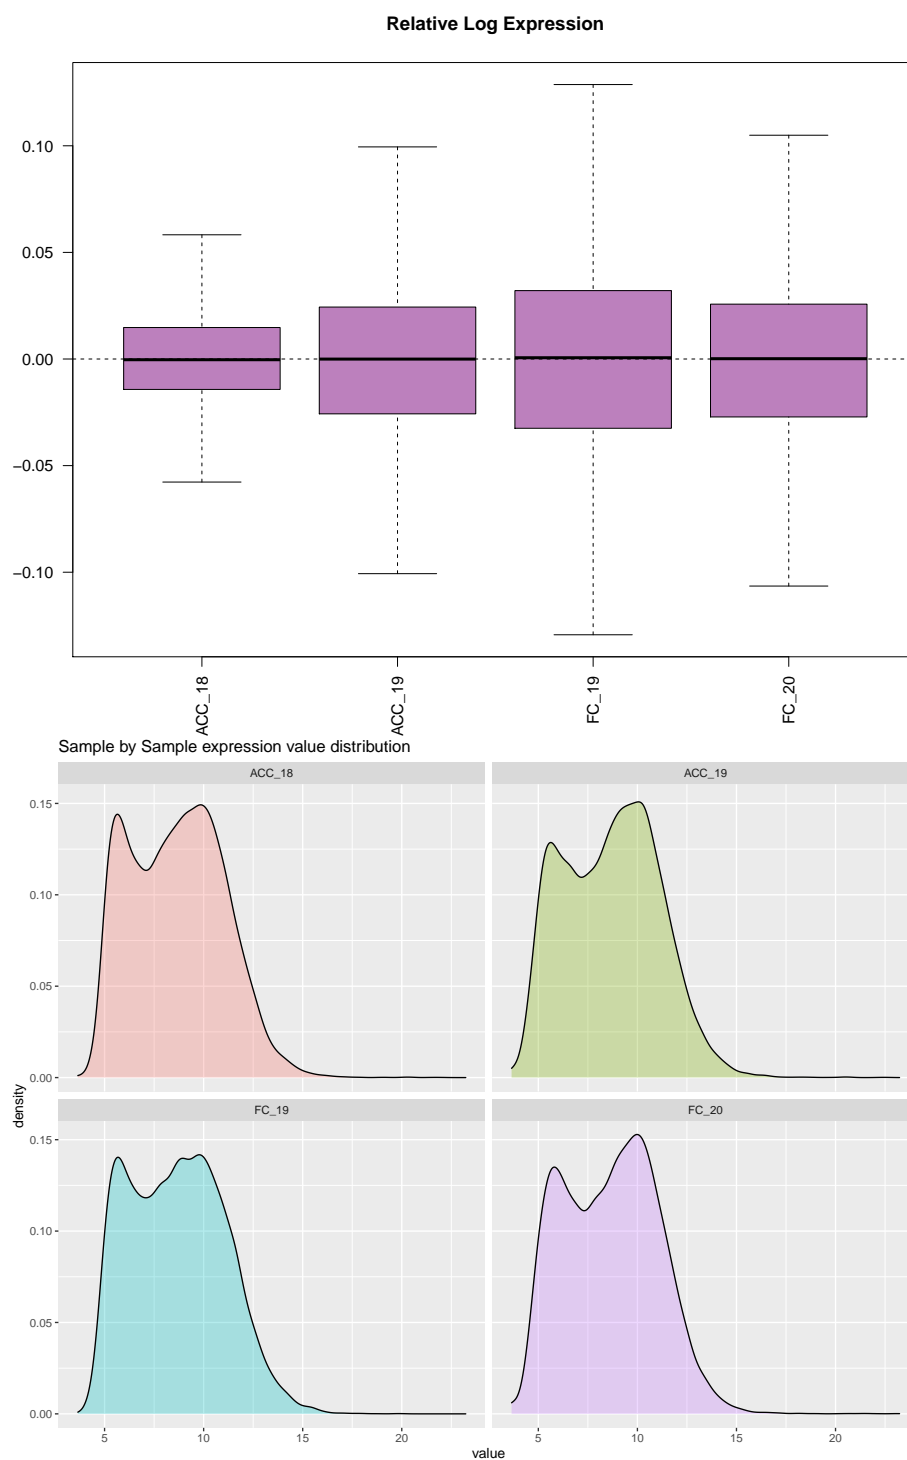 Relative Log Expression
0.10
0.05
0.00
−0.05
−0.10
ACC_18
ACC_19
FC_19
FC_20
Sample by Sample expression value distribution
ACC_18
ACC_19
0.15
0.10
0.05
0.00
density
FC_19
FC_20
0.15
0.10
0.05
0.00
5
10
15
20
5
10
15
20
value